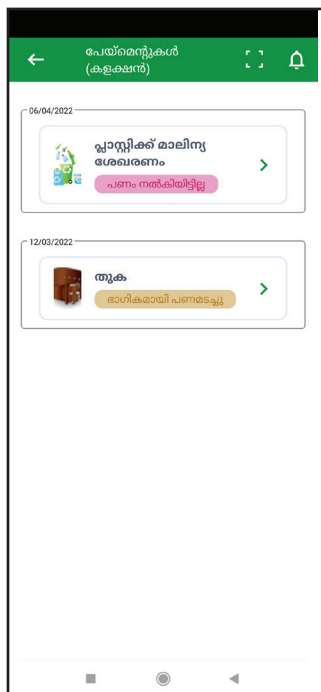 പേയ്മെന്റുകൾ
(കളക്ഷൻ)
06/04/2022
പ്ലാസ്റ്റിക്ക് മാലിന്യ
ശേഖരണം
പണം നൽകിയിട്ടില്ല
12/03/2022
തുക
ഭാഗികമായി പണമടച്ചു